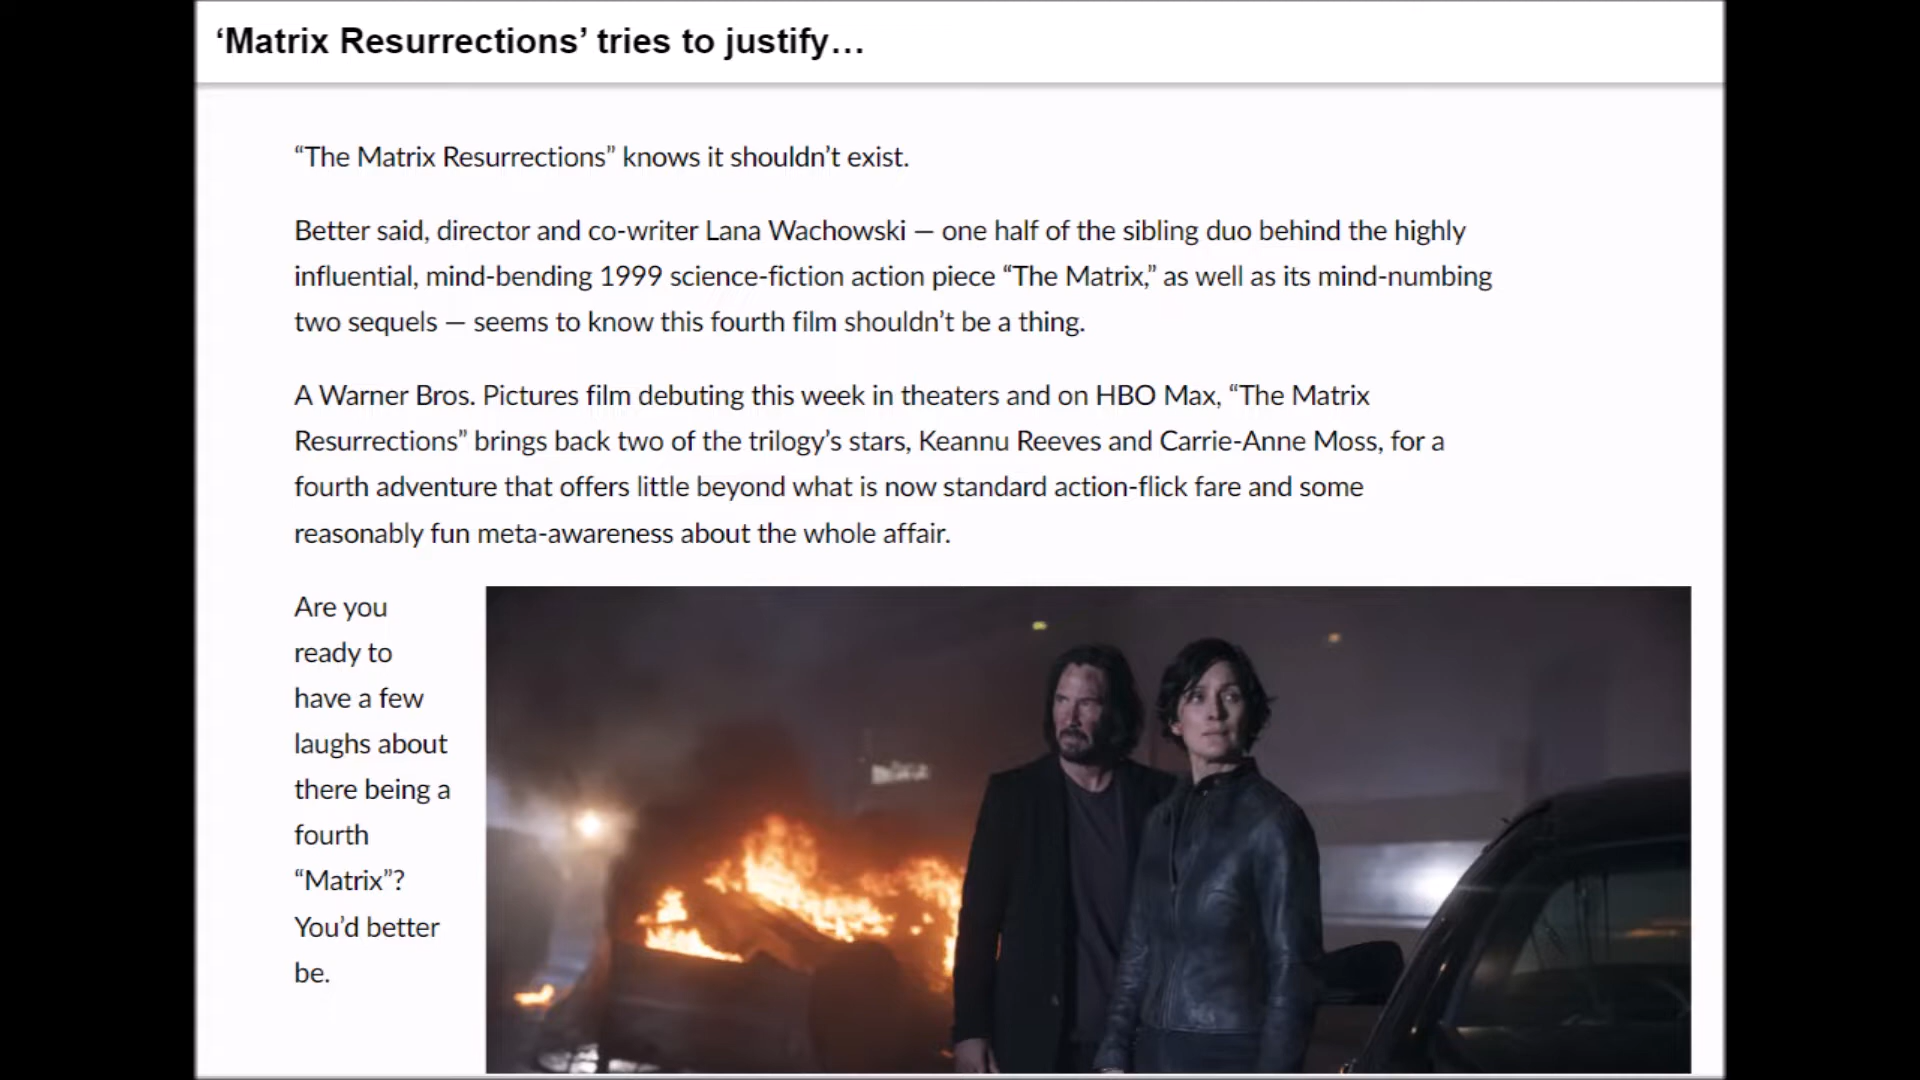 ‘Matrix Resurrections’ tries to justify…
“The Matrix Resurrections” knows it shouldn’t exist.
Better said, director and co-writer Lana Wachowski — one half of the sibling duo behind the highly
influential, mind-bending 1999 science-fiction action piece “The Matrix,” as well as its mind-numbing
two sequels — seems to know this fourth film shouldn’t be a thing.
A Warner Bros. Pictures film debuting this week in theaters and on HBO Max, “The Matrix
Resurrections” brings back two of the trilogy’s stars, Keannu Reeves and Carrie-Anne Moss, for a
fourth adventure that offers little beyond what is now standard action-flick fare and some
reasonably fun meta-awareness about the whole affair.
Are you
ready to
have a few
laughs about
there being a
fourth
“Matrix”?
You’d better
be.